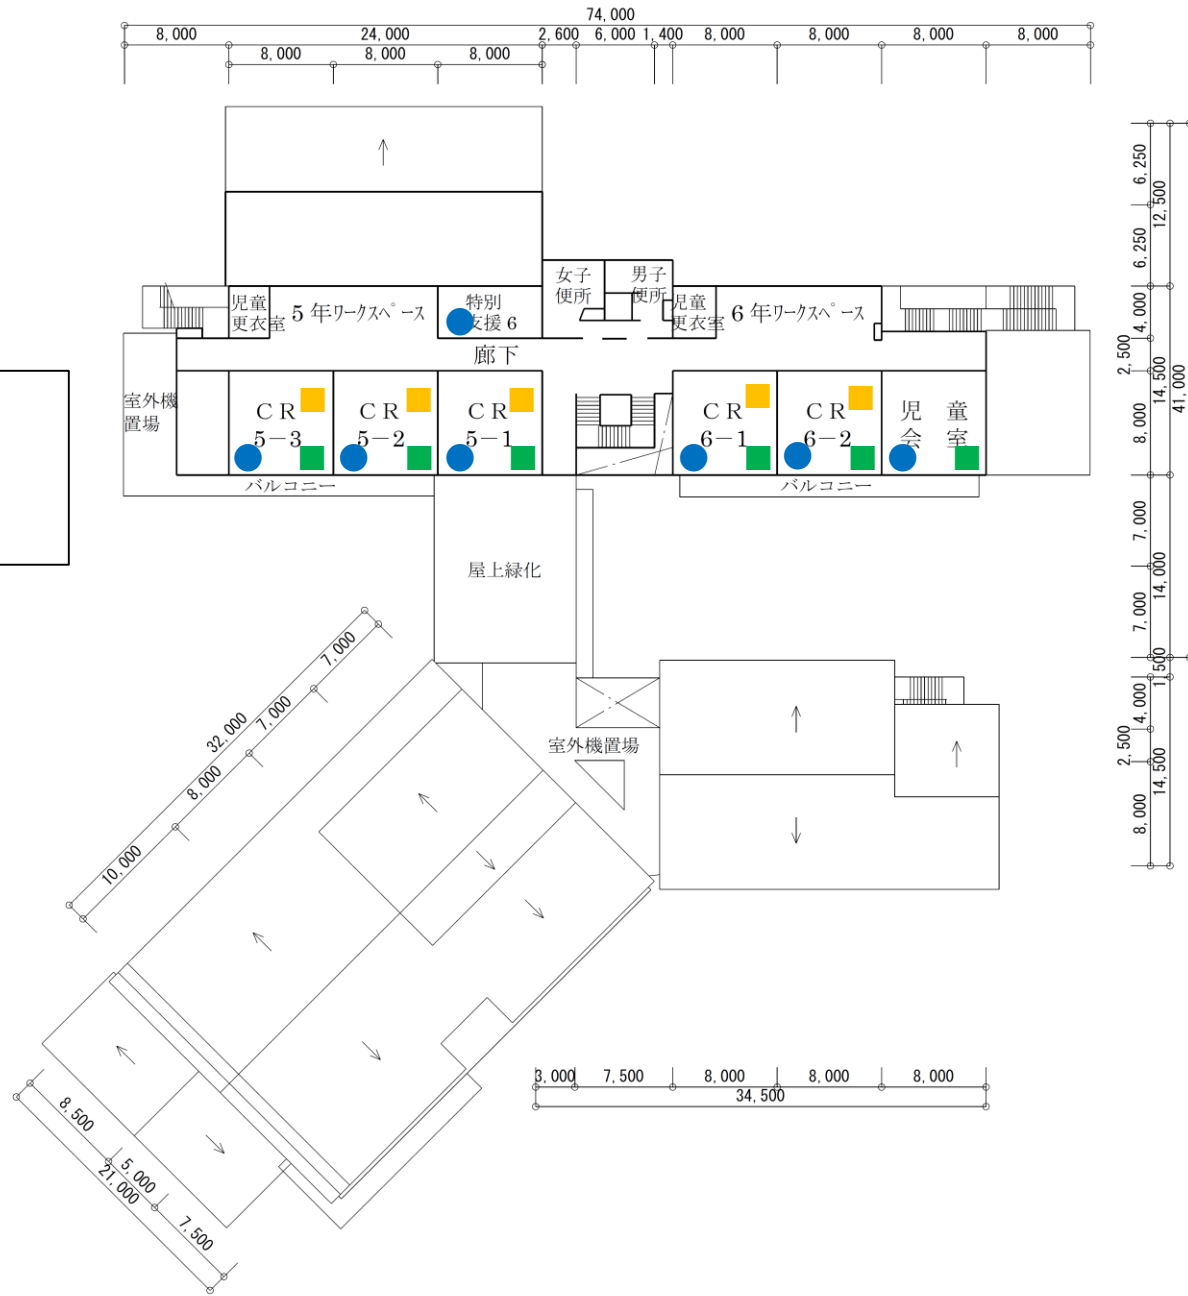 74,000
8,000 24,000 2,600 6,000 1,400 8,000 8,000 8,000 8,000
8,000 8,000 8,000
女子
便所
男子
便所
児童
更衣室
5年ワークスペース
特別
支援6
児童
更衣室
6年ワークスペース
廊下
室外機
置場
CR
5-3
CR
5-2
CR
5-1
CR
6-1
CR
6-2
児童
会室
バルコニー
バルコニー
屋上緑化
室外機置場
6,250
12,500
6,250
4,000
2,500
14,500
41,000
8,000
7,000
14,000
7,000
1,500
4,000
2,500
14,500
8,000
7,000
7,000
32,000
8,000
10,000
8,500
5,000
21,000
7,500
3,000 7,500 8,000 8,000 8,000
34,500